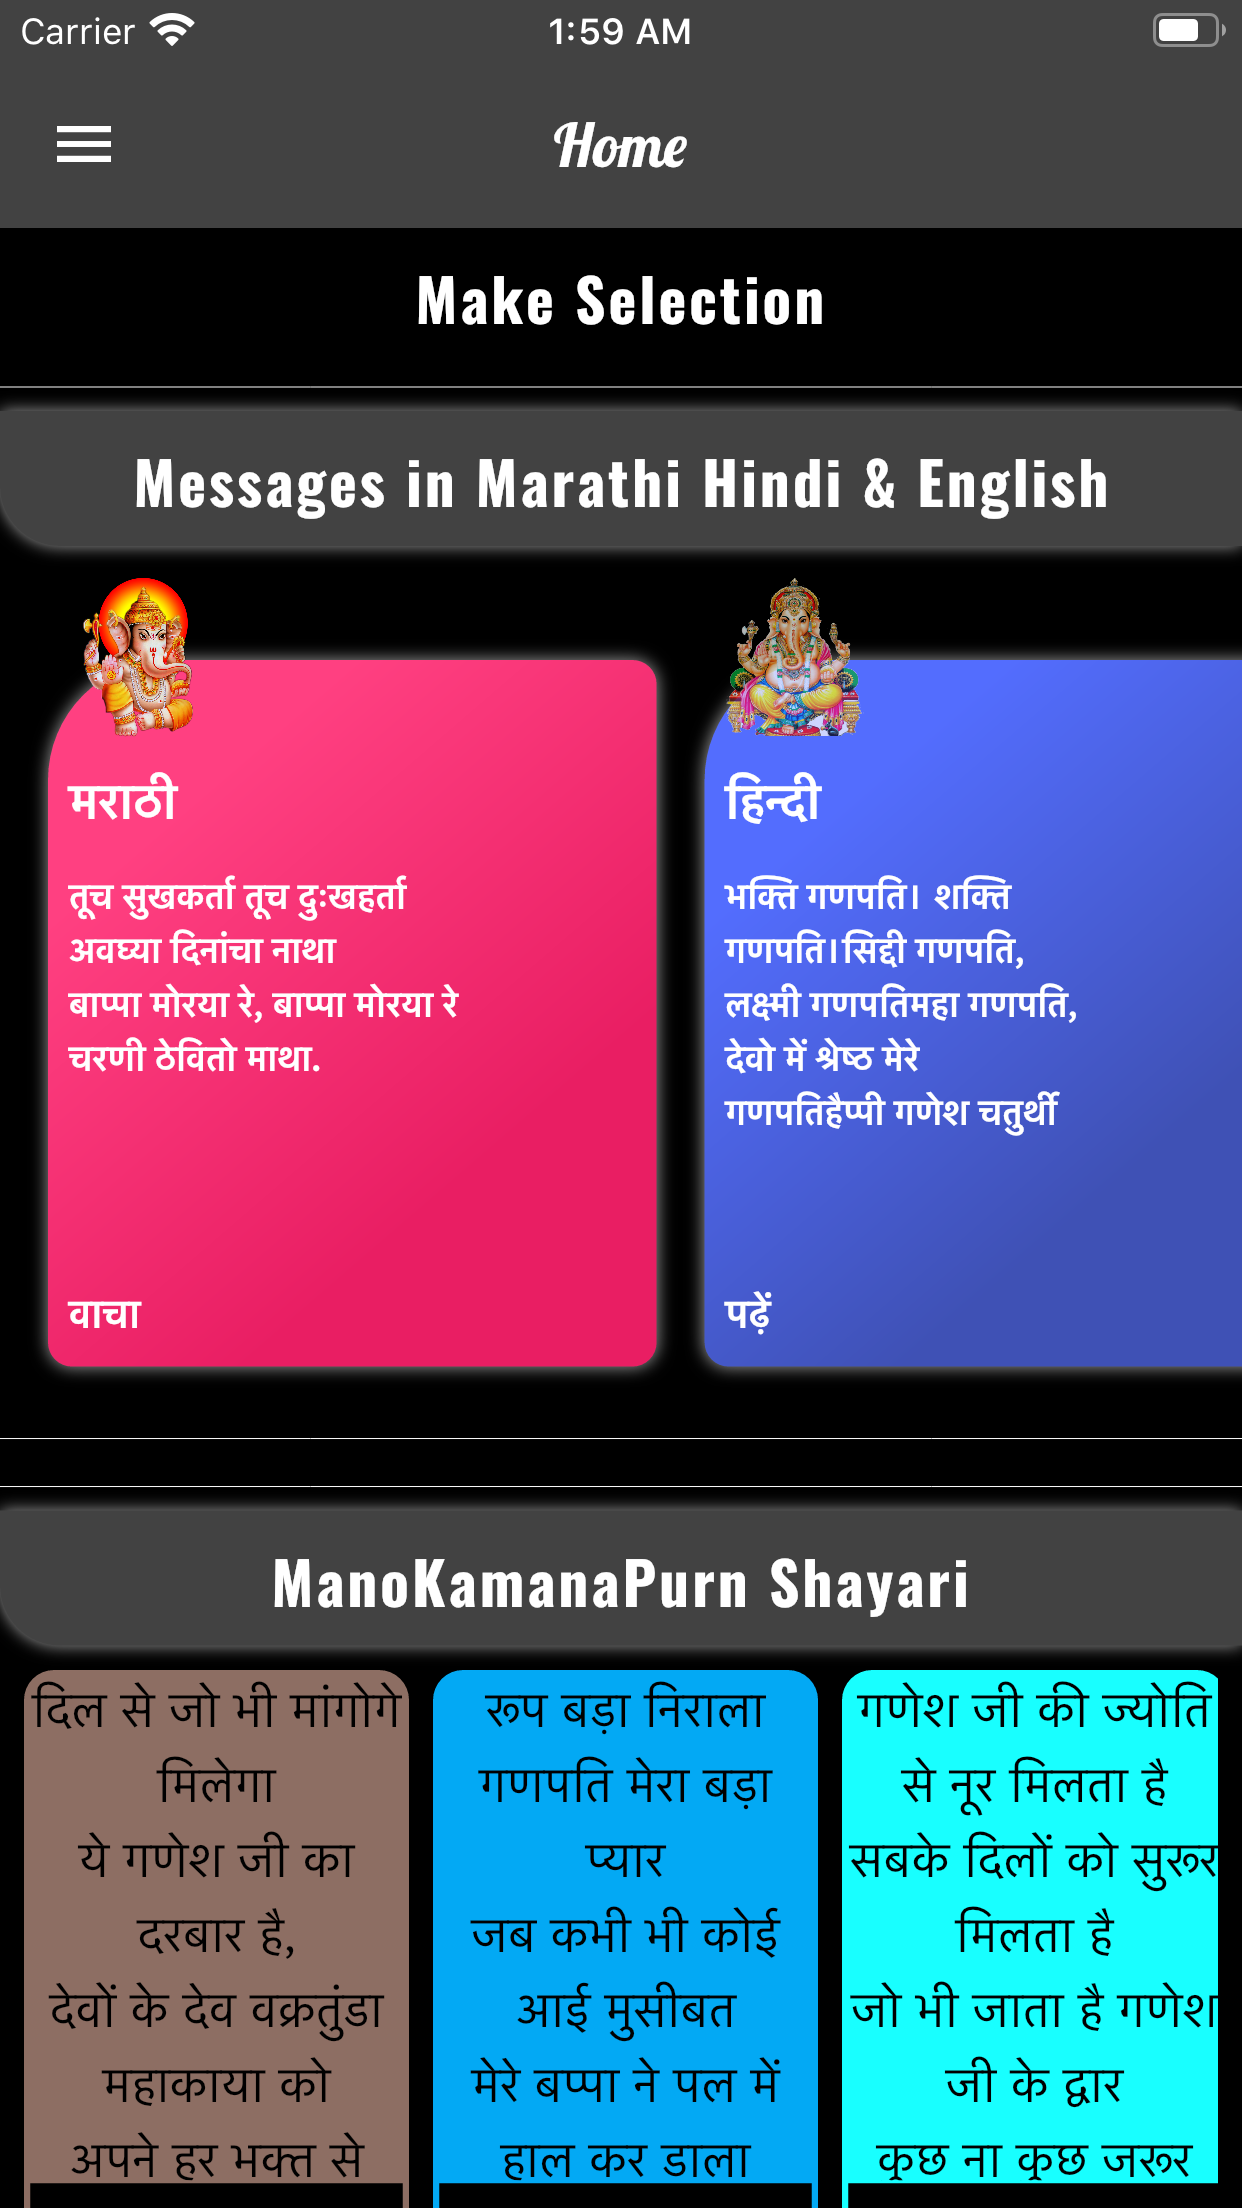 Carrier
1:59 AM
Home
Make Selection
Messages in Marathi Hindi & English
मराठी
तूच सुखकर्ता तूच दुःखहर्ता
अवघ्या दिनांचा नाथा
बाप्पा मोरया रे, बाप्पा मोरया रे
चरणी ठेवितो माथा.
वाचा
हिन्दी
भक्ति गणपति। शक्ति
गणपति।सिद्दी गणपति,
लक्ष्मी गणपतिमहा गणपति,
देवो में श्रेष्ठ मेरे
गणपतिहैप्पी गणेश चतुर्थी
पढ़ें
ManoKamanaPurn Shayari
दिल से जो भी मांगोगे
मिलेगा
ये गणेश जी का
दरबार है,
देवों के देव वक्रतुंडा
महाकाया को
अपने हर भक्त से
रूप बड़ा निराला
गणपति मेरा बड़ा
प्यार
जब कभी भी कोई
आई मुसीबत
मेरे बप्पा ने पल में
हाल कर डाला
गणेश जी की ज्योति
से नूर मिलता है
सबके दिलों को सुरूर
मिलता है
जो भी जाता है गणेश
जी के द्वार
कुछ ना कुछ जरूर